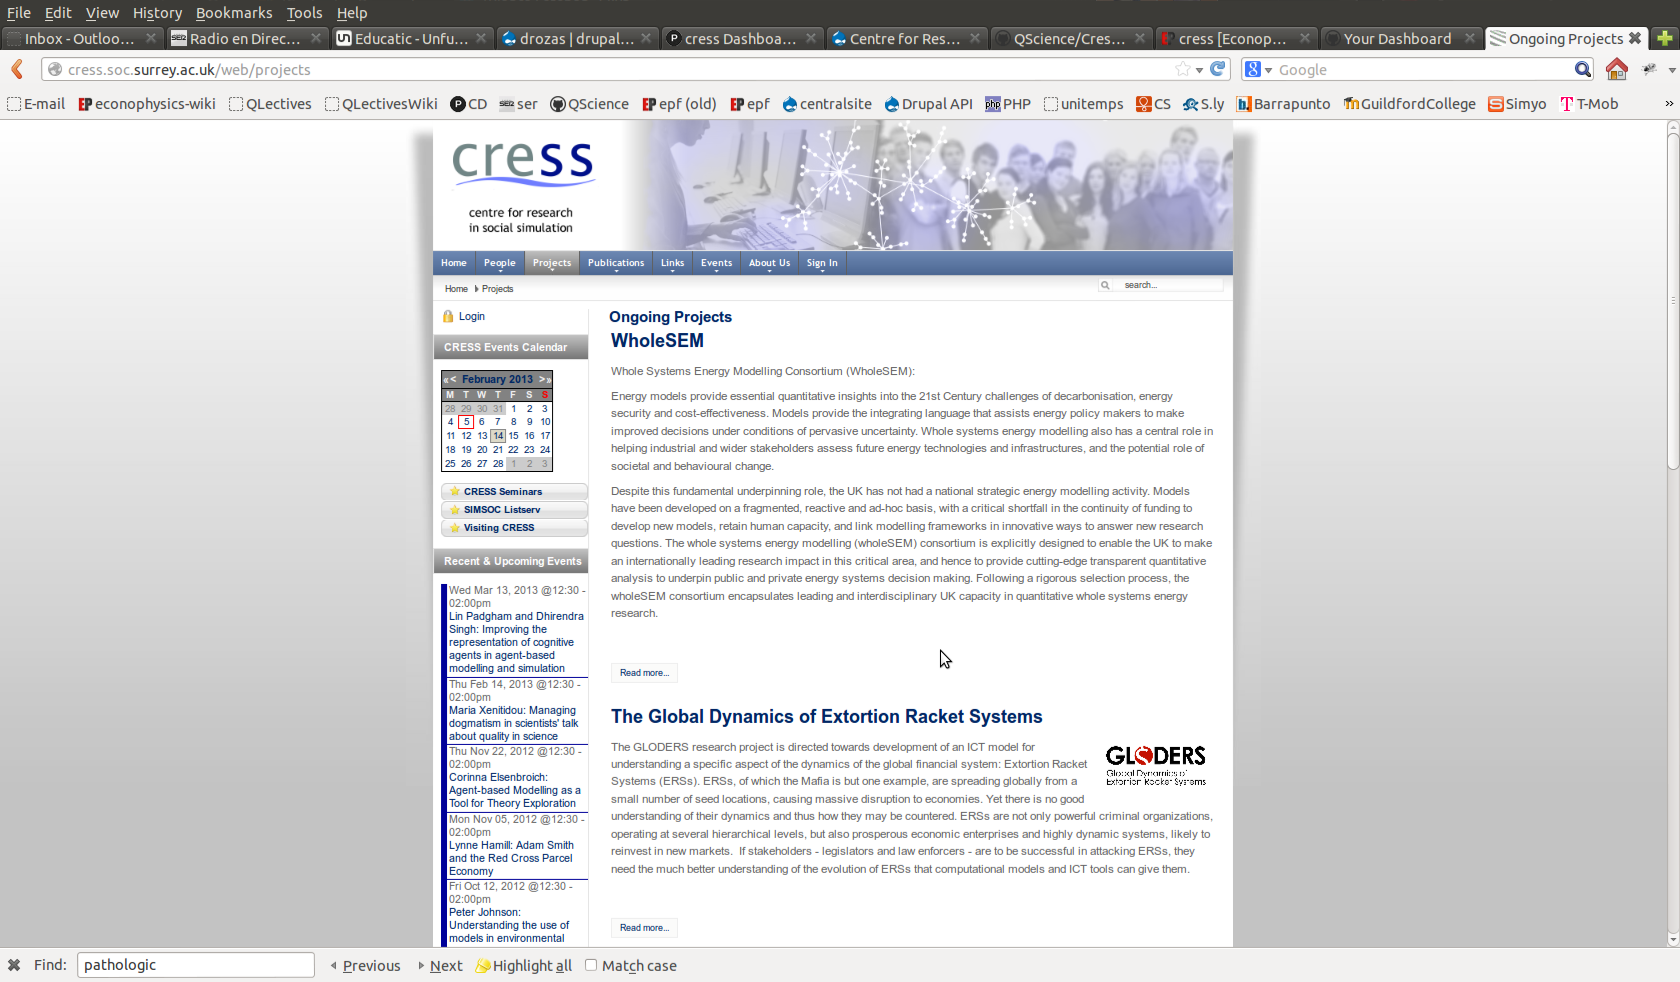 File Edit View History Bookmarks Tools Help
Inbox - Outloo... Radio en Direc... Educatic - Unfu... drozas | drupal... cress Dashboa... Centre for Res... QScience/Cres... cress [Econop... Your Dashboard Ongoing Projects
cress.soc.surrey.ac.uk/web/projects Google
E-mail econophysics-wiki QLectives QLectivesWiki CD ser QScience epf (old) epf centralsite Drupal API PHP unitemps CS S.ly Barrapunto GuildfordCollege Simyo T-Mob »
cress
centre for research
in social simulation
Home People Projects Publications Links Events About Us Sign In
Home Projects search...
Login
CRESS Events Calendar
«< February 2013 >»
M T W T F S S
28 29 30 31 1 2 3
4 5 6 7 8 9 10
11 12 13 14 15 16 17
18 19 20 21 22 23 24
25 26 27 28 1 2 3
CRESS Seminars
SIMSOC Listserv
Visiting CRESS
Recent & Upcoming Events
Wed Mar 13, 2013 @12:30 -
02:00pm
Lin Padgham and Dhirendra
Singh: Improving the
representation of cognitive
agents in agent-based
modelling and simulation
Thu Feb 14, 2013 @12:30 -
02:00pm
Maria Xenitidou: Managing
dogmatism in scientists' talk
about quality in science
Thu Nov 22, 2012 @12:30 -
02:00pm
Corinna Elsenbroich:
Agent-based Modelling as a
Tool for Theory Exploration
Mon Nov 05, 2012 @12:30 -
02:00pm
Lynne Hamill: Adam Smith
and the Red Cross Parcel
Economy
Fri Oct 12, 2012 @12:30 -
02:00pm
Peter Johnson:
Understanding the use of
models in environmental
Ongoing Projects
WholeSEM
Whole Systems Energy Modelling Consortium (WholeSEM):
Energy models provide essential quantitative insights into the 21st Century challenges of decarbonisation, energy
security and cost-effectiveness. Models provide the integrating language that assists energy policy makers to make
improved decisions under conditions of pervasive uncertainty. Whole systems energy modelling also has a central role in
helping industrial and wider stakeholders assess future energy technologies and infrastructures, and the potential role of
societal and behavioural change.
Despite this fundamental underpinning role, the UK has not had a national strategic energy modelling activity. Models
have been developed on a fragmented, reactive and ad-hoc basis, with a critical shortfall in the continuity of funding to
develop new models, retain human capacity, and link modelling frameworks in innovative ways to answer new research
questions. The whole systems energy modelling (wholeSEM) consortium is explicitly designed to enable the UK to make
an internationally leading research impact in this critical area, and hence to provide cutting-edge transparent quantitative
analysis to underpin public and private energy systems decision making. Following a rigorous selection process, the
wholeSEM consortium encapsulates leading and interdisciplinary UK capacity in quantitative whole systems energy
research.
Read more...
The Global Dynamics of Extortion Racket Systems
The GLODERS research project is directed towards development of an ICT model for
understanding a specific aspect of the dynamics of the global financial system: Extortion Racket
Systems (ERSs). ERSs, of which the Mafia is but one example, are spreading globally from a
small number of seed locations, causing massive disruption to economies. Yet there is no good
understanding of their dynamics and thus how they may be countered. ERSs are not only powerful criminal organizations,
operating at several hierarchical levels, but also prosperous economic enterprises and highly dynamic systems, likely to
reinvest in new markets. If stakeholders - legislators and law enforcers - are to be successful in attacking ERSs, they
need the much better understanding of the evolution of ERSs that computational models and ICT tools can give them.
GLODERS
Global Dynamics of
Extortion Racket Systems
Read more...
Find: pathologic Previous Next Highlight all Match case